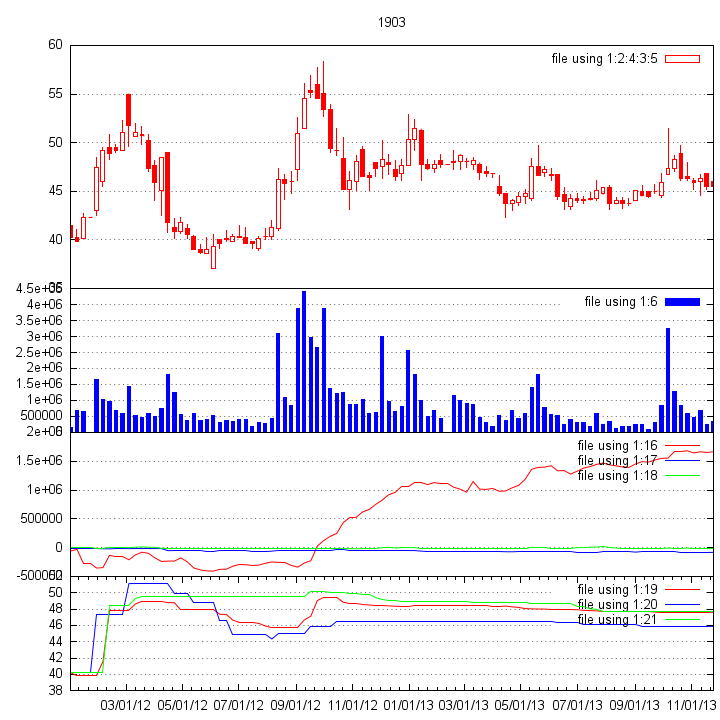 1903
60
file using 1:2:4:3:5
55
50
45
40
35
4.5e+06
file using 1:6
4e+06
3.5e+06
3e+06
2.5e+06
2e+06
1.5e+06
1e+06
500000
0
2e+06
file using 1:16
1.5e+06
file using 1:17
file using 1:18
1e+06
500000
0
-500000
52
50
file using 1:19
48
file using 1:20
46
file using 1:21
44
42
40
38
03/01/12 05/01/12 07/01/12 09/01/12 11/01/12 01/01/13 03/01/13 05/01/13 07/01/13 09/01/13 11/01/13